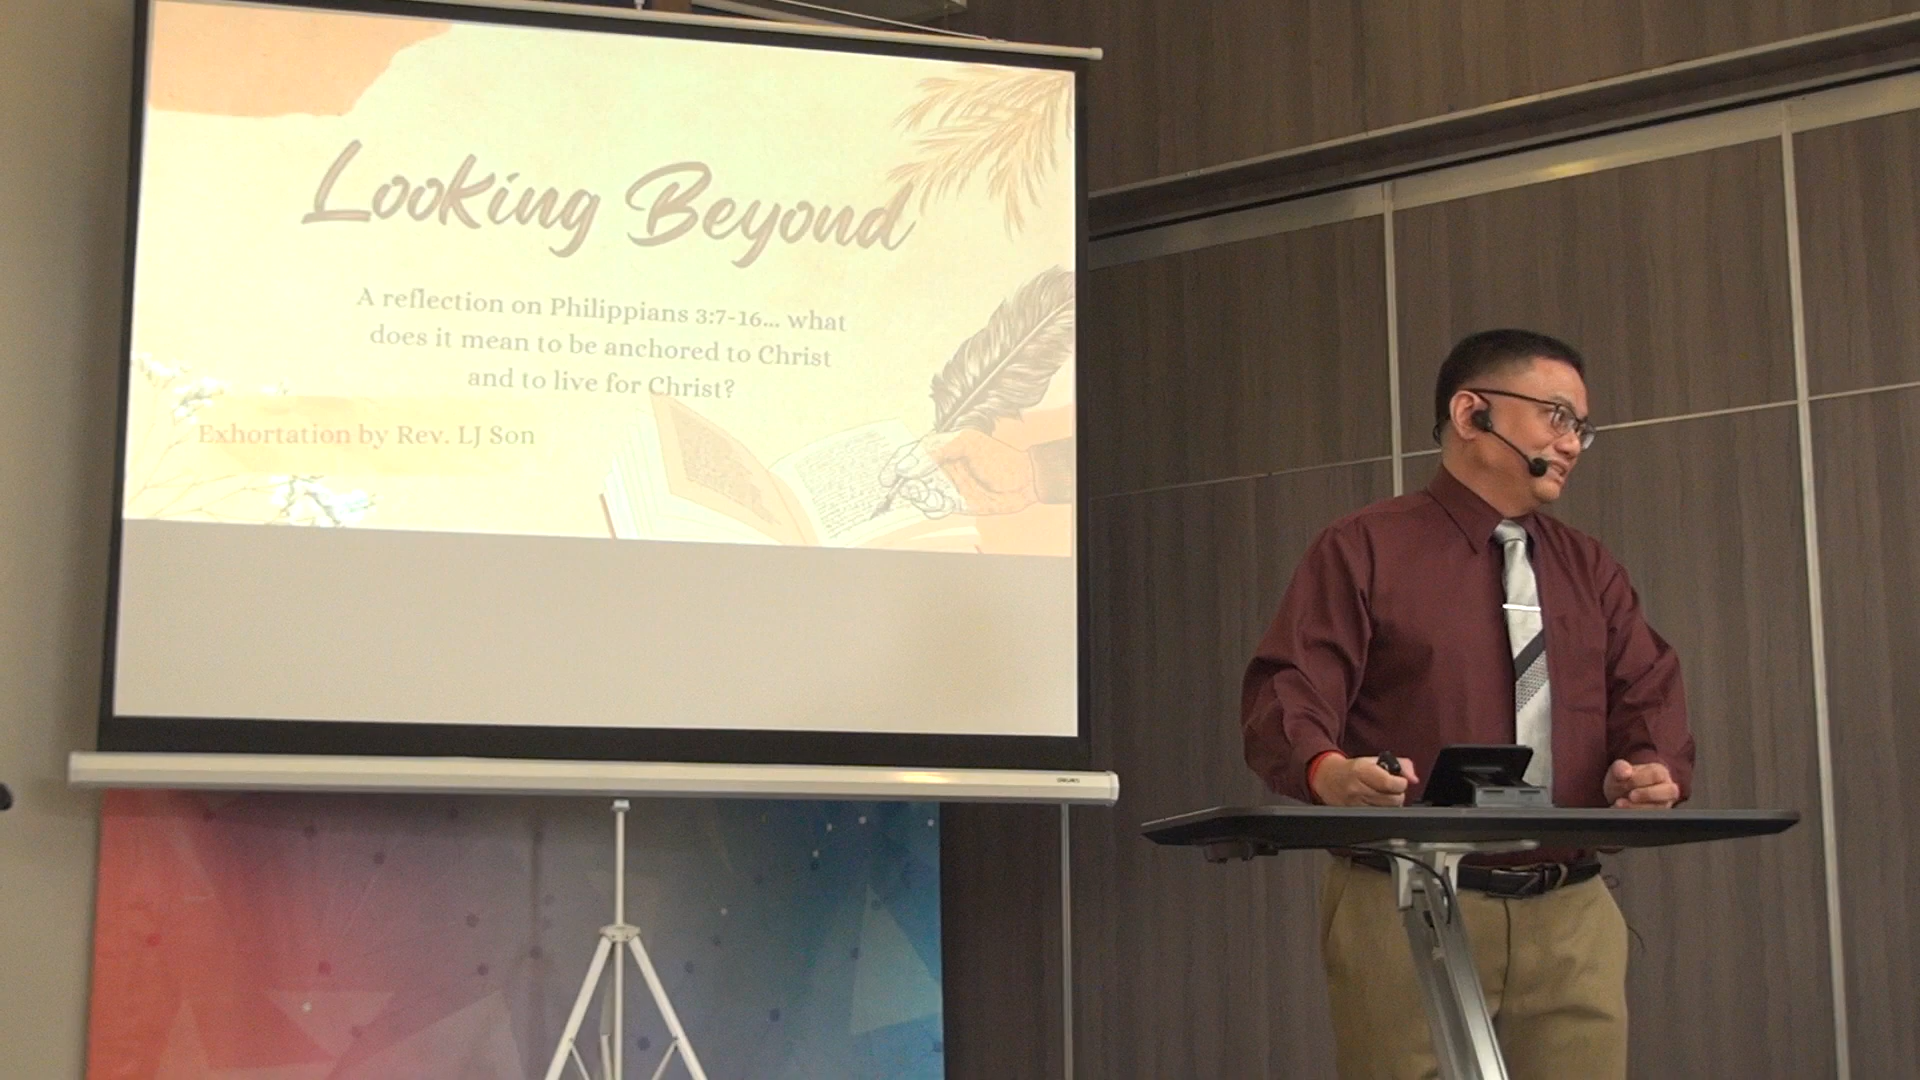 Looking Beyond
A reflection on Philippians 3:7-16... what
does it mean to be anchored to Christ
and to live for Christ?
Exhortation by Rev. LJ Son